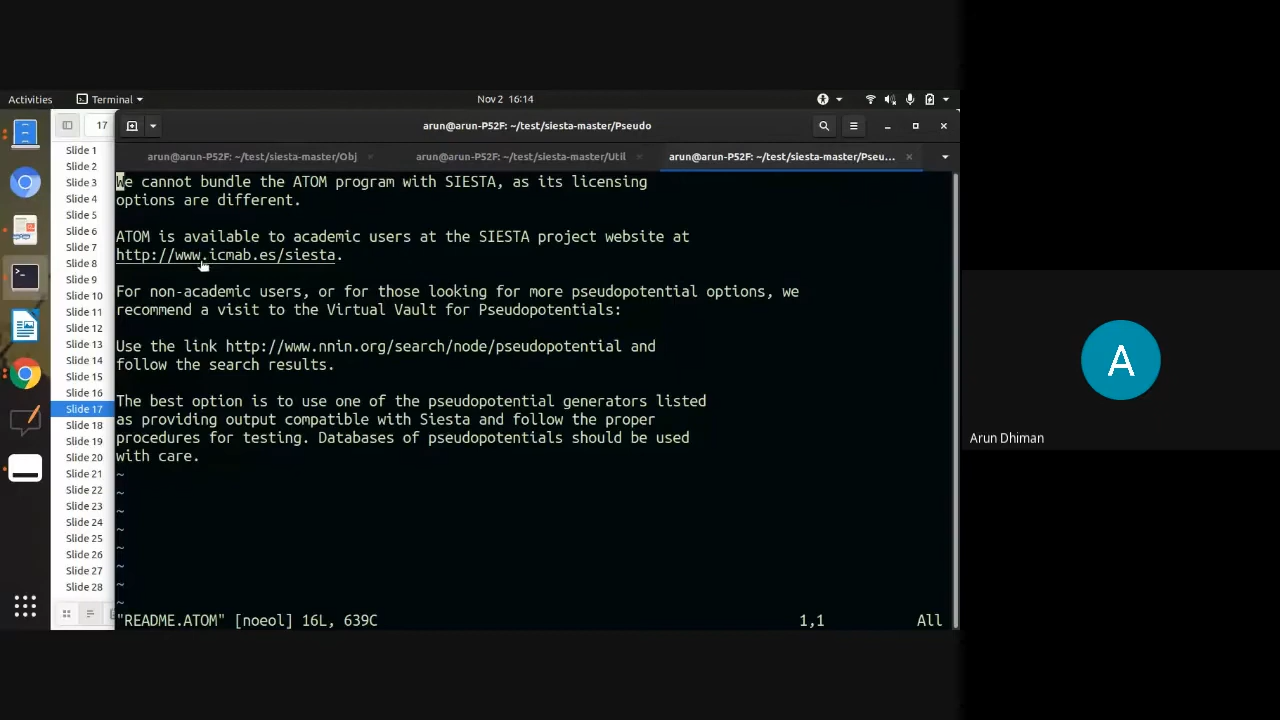 Activities
Terminal
Nov 2 16:14
17
arun@arun-P52F: ~/test/siesta-master/Pseudo
arun@arun-P52F: ~/test/siesta-master/Obj
arun@arun-P52F: ~/test/siesta-master/Util
arun@arun-P52F: ~/test/siesta-master/Pseu...
Slide 1
Slide 2
Slide 3
Slide 4
Slide 5
Slide 6
Slide 7
Slide 8
Slide 9
Slide 10
Slide 11
Slide 12
Slide 13
Slide 14
Slide 15
Slide 16
Slide 17
Slide 18
Slide 19
Slide 20
Slide 21
Slide 22
Slide 23
Slide 24
Slide 25
Slide 26
Slide 27
Slide 28
We cannot bundle the ATOM program with SIESTA, as its licensing
options are different.
ATOM is available to academic users at the SIESTA project website at
http://www.icmab.es/siesta.
For non-academic users, or for those looking for more pseudopotential options, we
recommend a visit to the Virtual Vault for Pseudopotentials:
Use the link http://www.nnin.org/search/node/pseudopotential and
follow the search results.
The best option is to use one of the pseudopotential generators listed
as providing output compatible with Siesta and follow the proper
procedures for testing. Databases of pseudopotentials should be used
with care.
~
~
~
~
~
~
~
~
"README.ATOM" [noeol] 16L, 639C
1,1
All
A
Arun Dhiman